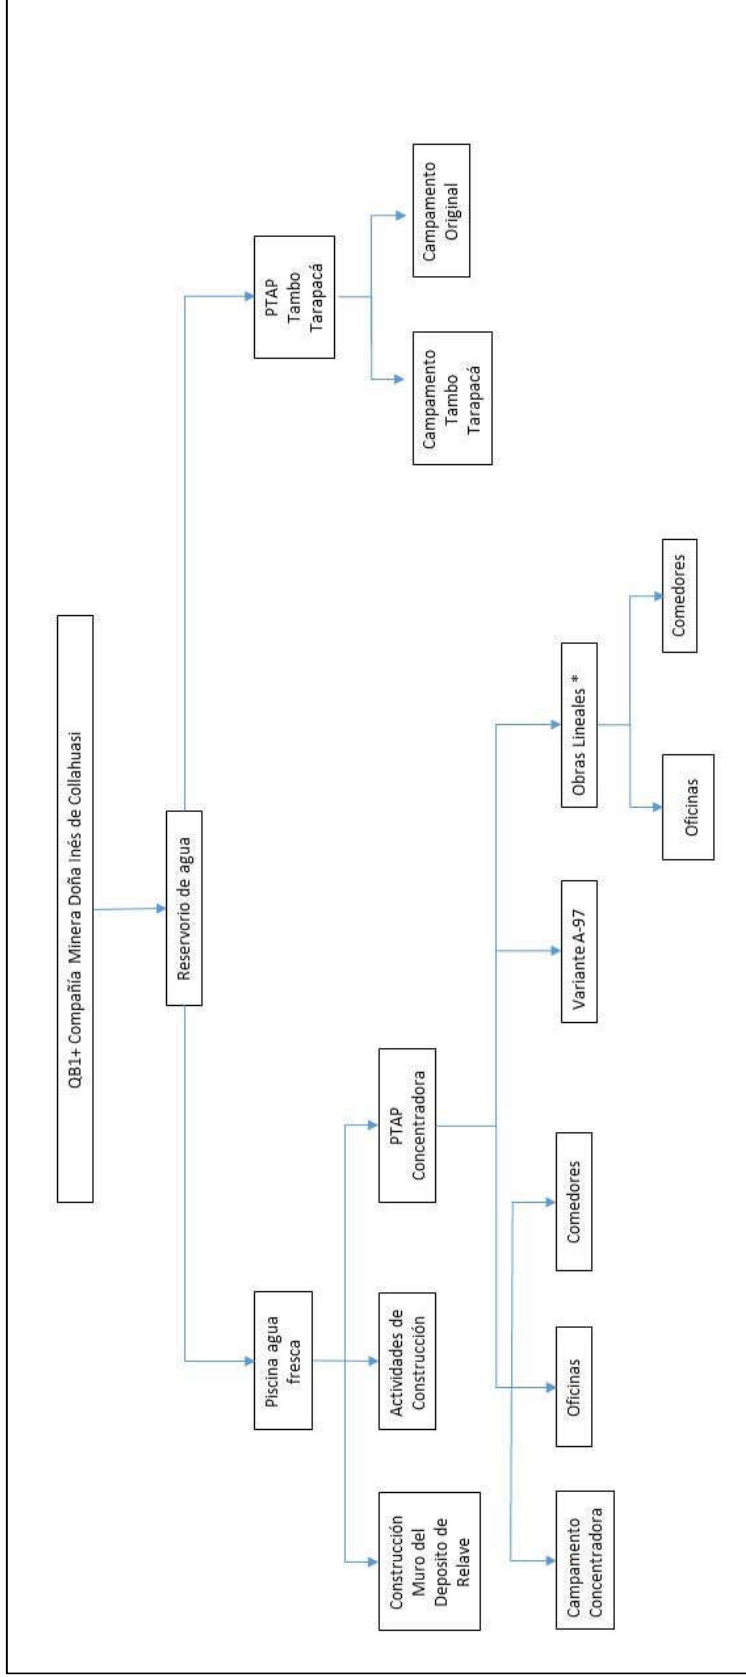 QB1+ Compañía Minera Doña Inés de Collahuasi
Reservorio de agua
Piscina agua
fresca
PTAP
Tambo
Tarapacá
Construcción
Muro del
Deposito de
Relave
Actividades de
Construcción
PTAP
Concentradora
Campamento
Tambo
Tarapacá
Campamento
Original
Campamento
Concentradora
Oficinas
Comedores
Variante A-97
Obras Lineales *
Oficinas
Comedores